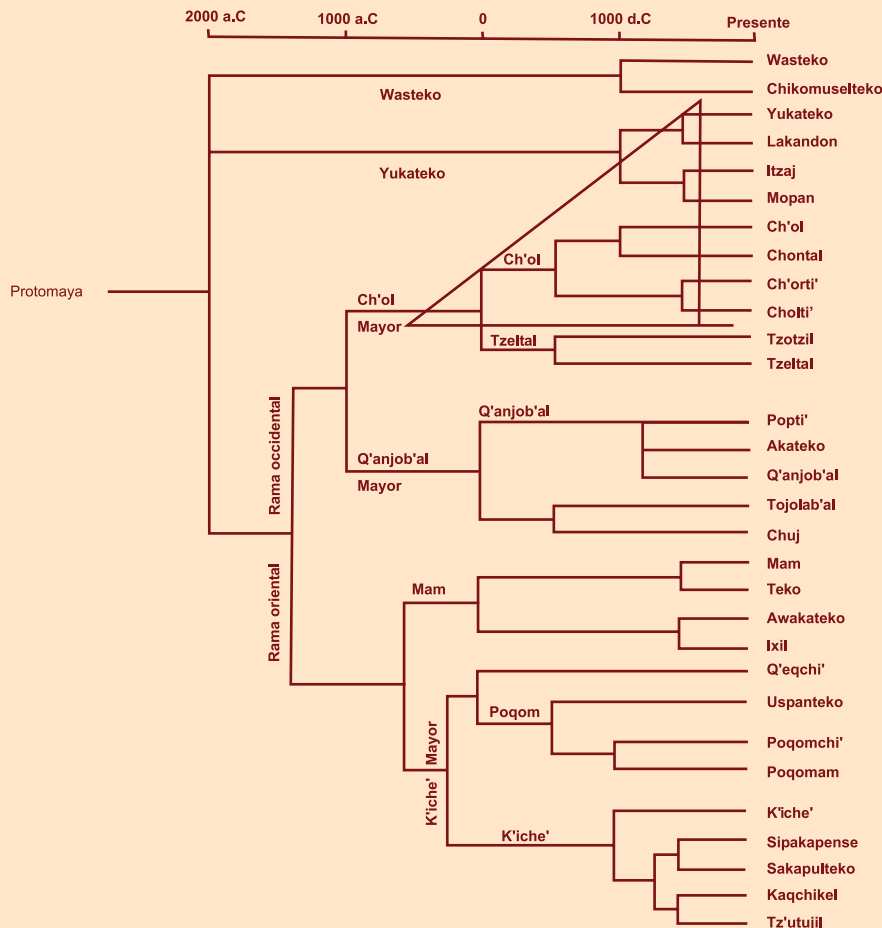 2000 a.C
1000 a.C
0
1000 d.C
Presente
Wasteko
Chikomuselteko
Wasteko
Yukateko
Lakandon
Yukateko
Itzaj
Mopan
Ch'ol
Ch'ol
Chontal
Ch'orti'
Ch'ol
Mayor
Cholti'
Protomaya
Tzeltal
Tzotzil
Tzeltal
Rama occidental
Q'anjob'al
Popti'
Akateko
Q'anjob'al
Mayor
Q'anjob'al
Tojolab'al
Chuj
Rama oriental
Mam
Mam
Teko
Awakateko
Ixil
Q'eqchi'
Uspanteko
Poqom
K'iche' Mayor
Poqomchi'
Poqomam
K'iche'
K'iche'
Sipakapense
Sakapulteko
Kaqchikel
Tz'utujil